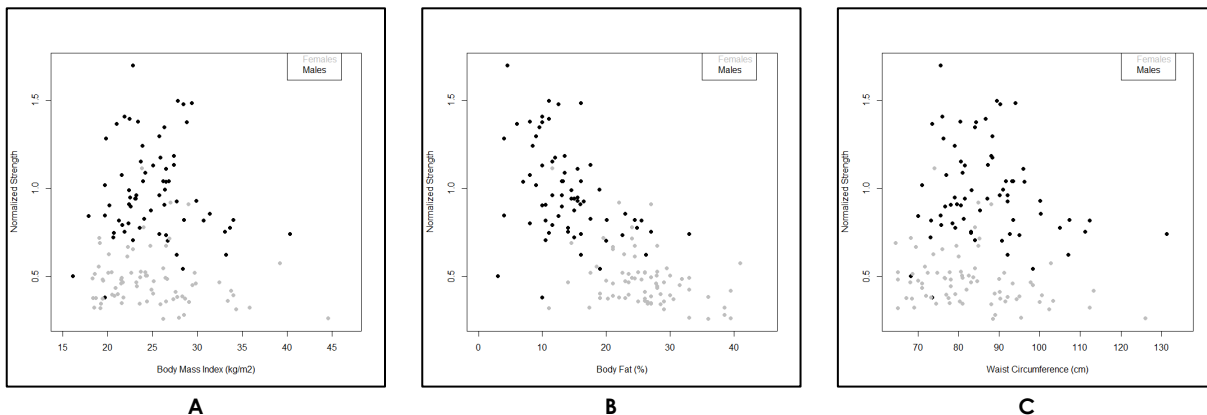 Females
Males
Normalized Strength
0.5
1.0
1.5
15
20
25
30
35
40
45
Body Mass Index (kg/m2)
A
Females
Males
Normalized Strength
0.5
1.0
1.5
0
10
20
30
40
Body Fat (%)
B
Females
Males
Normalized Strength
0.5
1.0
1.5
70
80
90
100
110
120
130
Waist Circumference (cm)
C